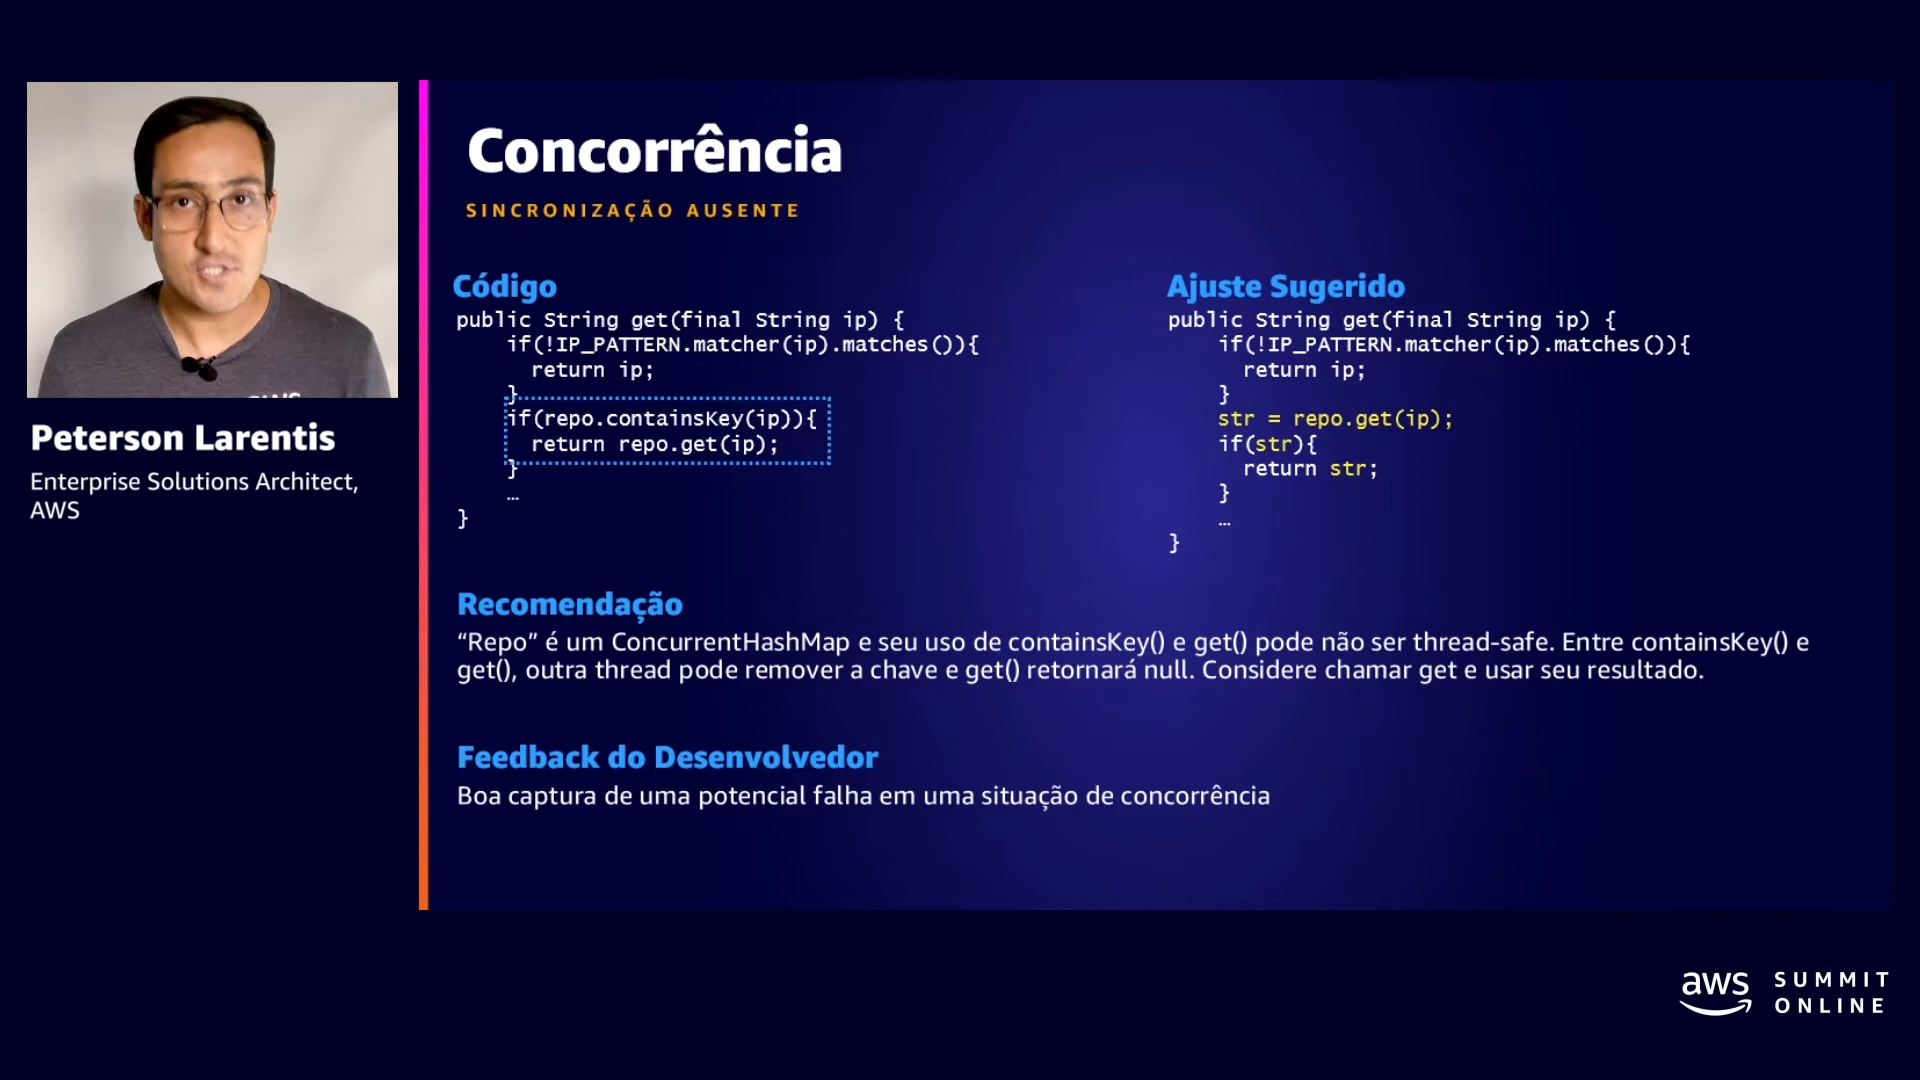 Concorrência
SINCRONIZAÇÃO AUSENTE
Código
public String get(final String ip) {
if(!IP_PATTERN.matcher(ip).matches()){
return ip;
}
if(repo.containsKey(ip)){
return repo.get(ip);
}
…
}
Ajuste Sugerido
public String get(final String ip) {
if(!IP_PATTERN.matcher(ip).matches()){
return ip;
}
str = repo.get(ip);
if(str){
return str;
}
…
}
Recomendação
“Repo” é um ConcurrentHashMap e seu uso de containsKey() e get() pode não ser thread-safe. Entre containsKey() e
get(), outra thread pode remover a chave e get() retornará null. Considere chamar get e usar seu resultado.
Feedback do Desenvolvedor
Boa captura de uma potencial falha em uma situação de concorrência
Peterson Larentis
Enterprise Solutions Architect,
AWS
aws
SUMMIT
ONLINE